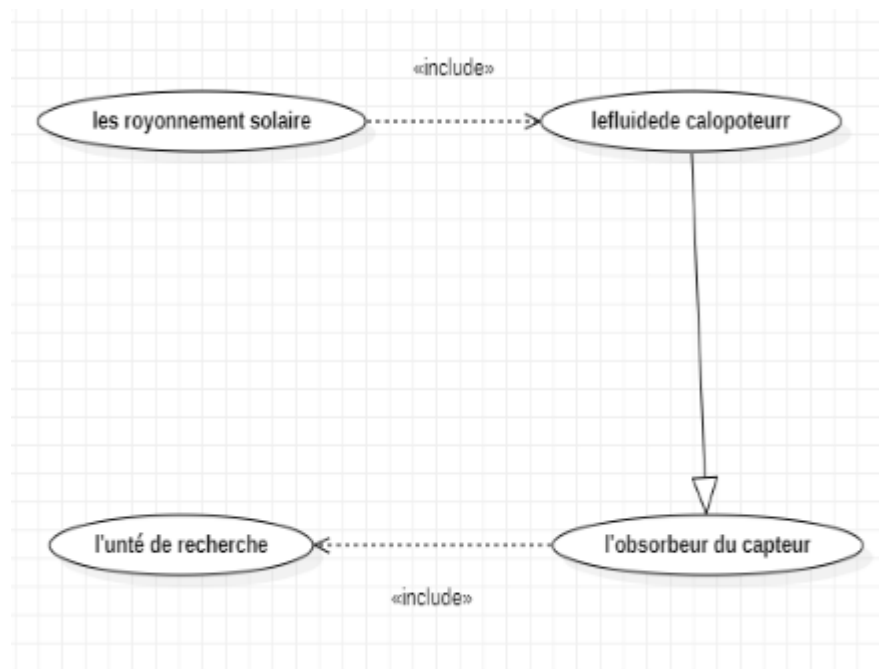 «include»
les royonnement solaire
lefluidede calopoteurr
l'unté de recherche
l'obsorbeur du capteur
«include»